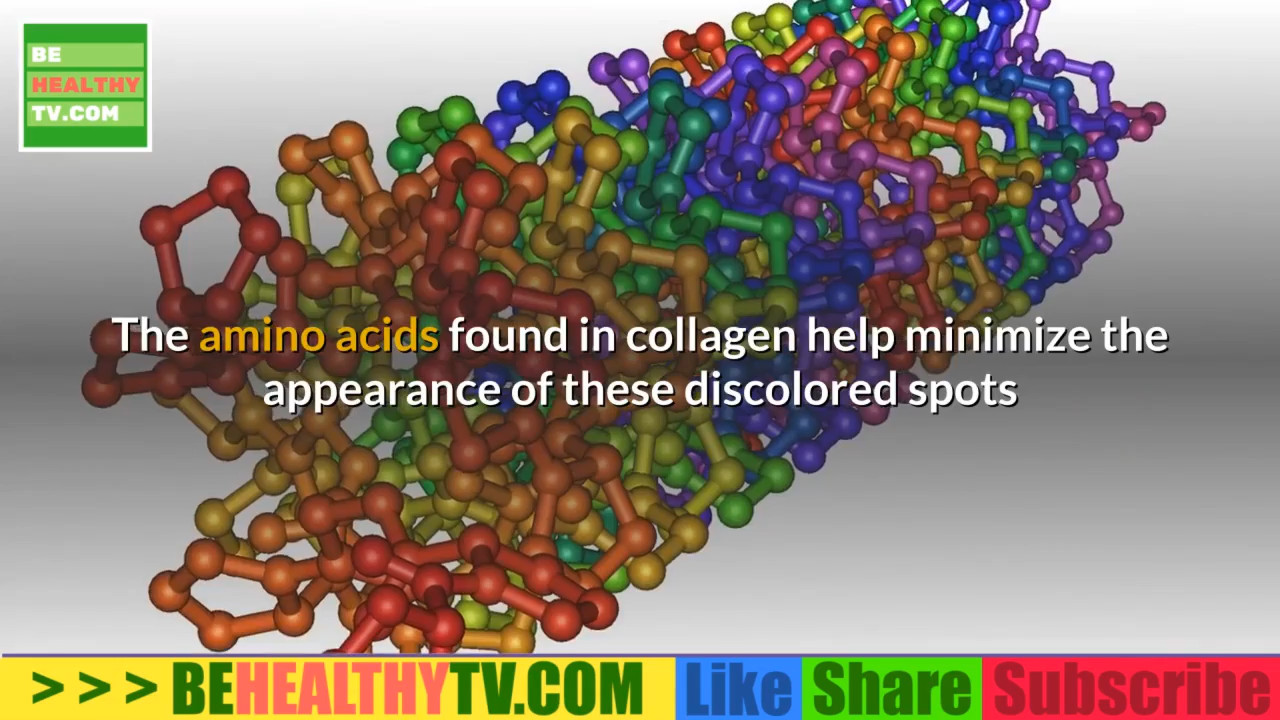 BE
HEALTHY
TV.COM
The amino acids found in collagen help minimize the
appearance of these discolored spots
> > > BEHEALTHYTV.COM Like Share Subscribe